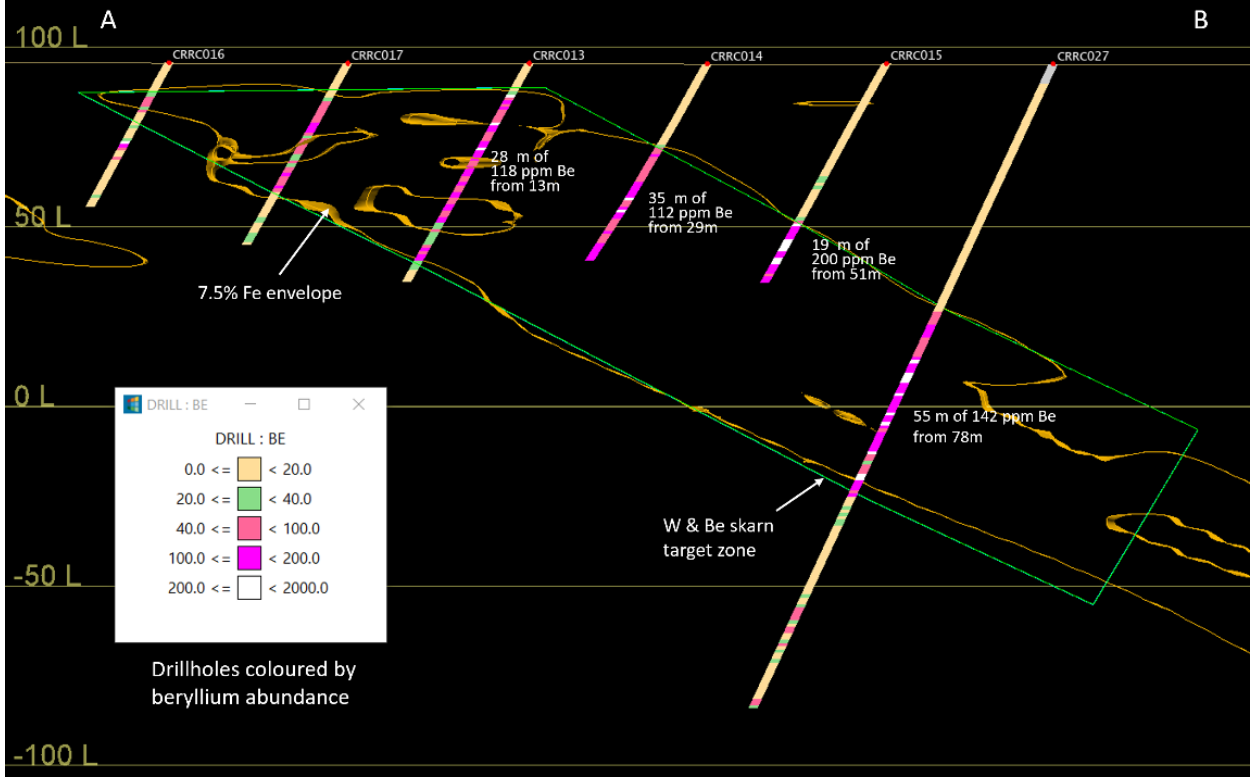 A
B
100 L
CRRC016
CRRC017
CRRC013
CRRC014
CRRC015
CRRC027
28 m of
118 ppm Be
from 13m
35 m of
112 ppm Be
from 29m
50 L
19 m of
200 ppm Be
from 51m
7.5% Fe envelope
0 L
55 m of 142 ppm Be
from 78m
W & Be skarn
target zone
-50 L
DRILL : BE
DRILL : BE
0.0 <= < 20.0
20.0 <= < 40.0
40.0 <= < 100.0
100.0 <= < 200.0
200.0 <= < 2000.0
Drillholes coloured by
beryllium abundance
-100 L